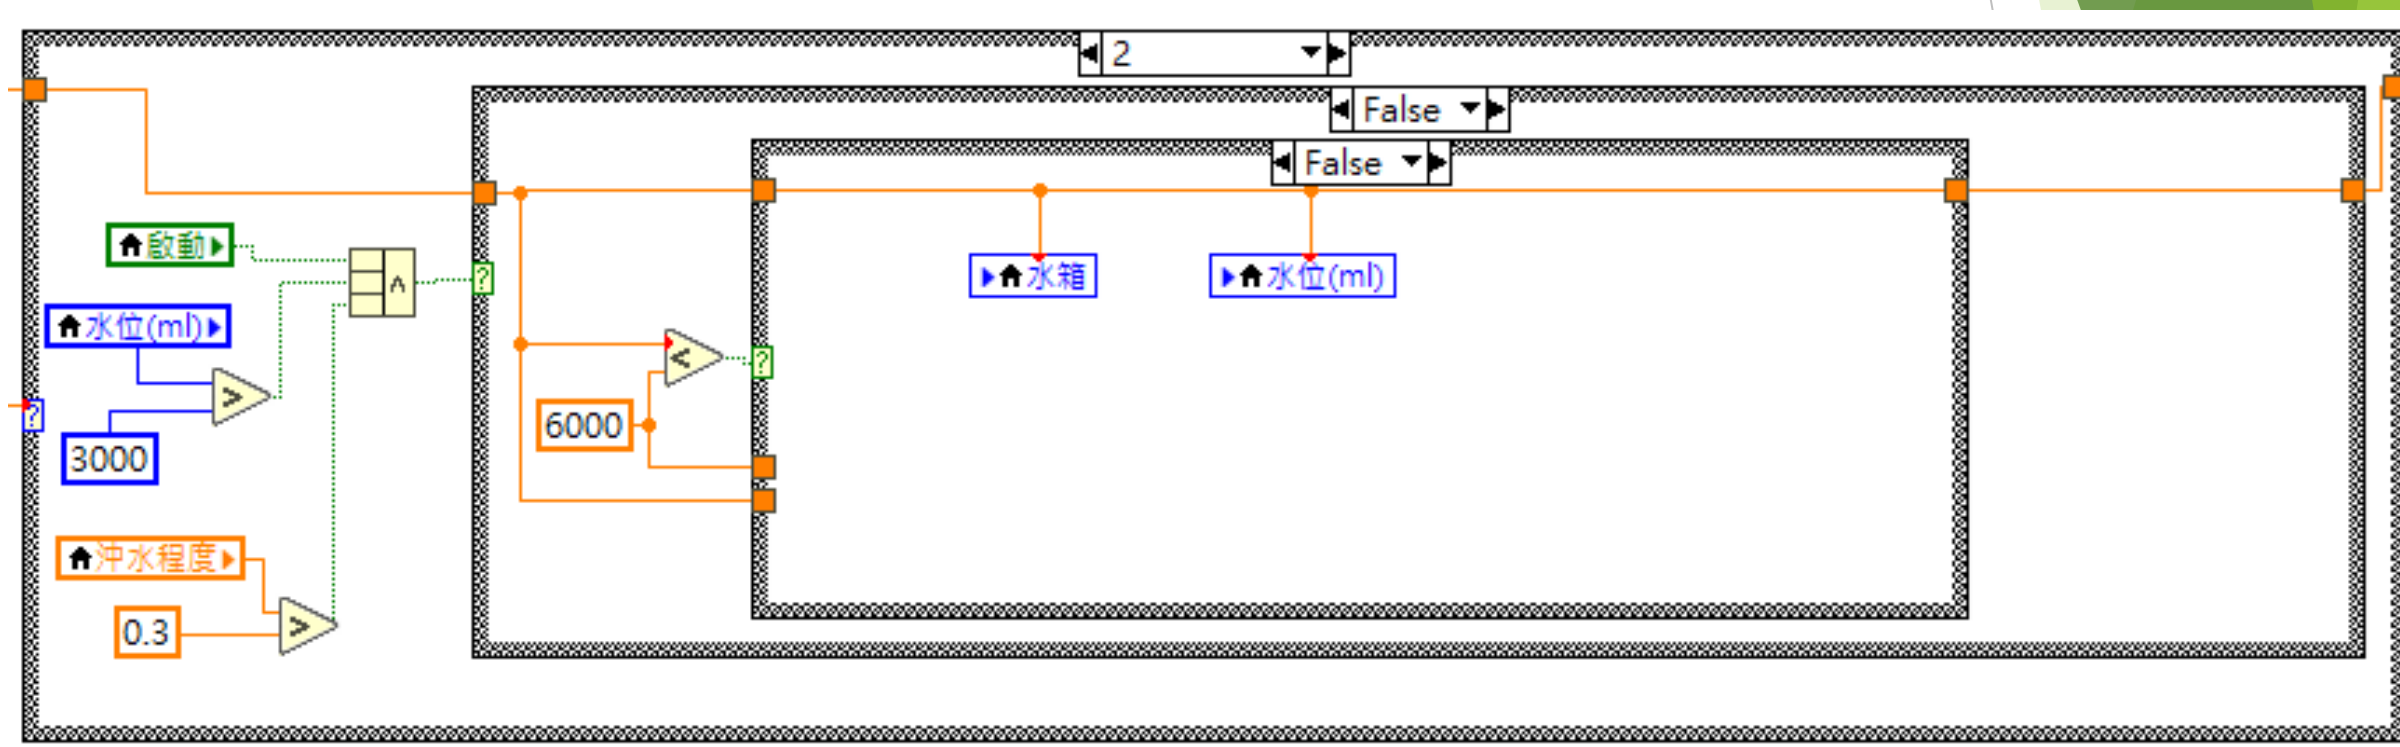 2
False
False
啟動
水箱
水位(ml)
水位(ml)
>
<
3000
6000
沖水程度
0.3
>